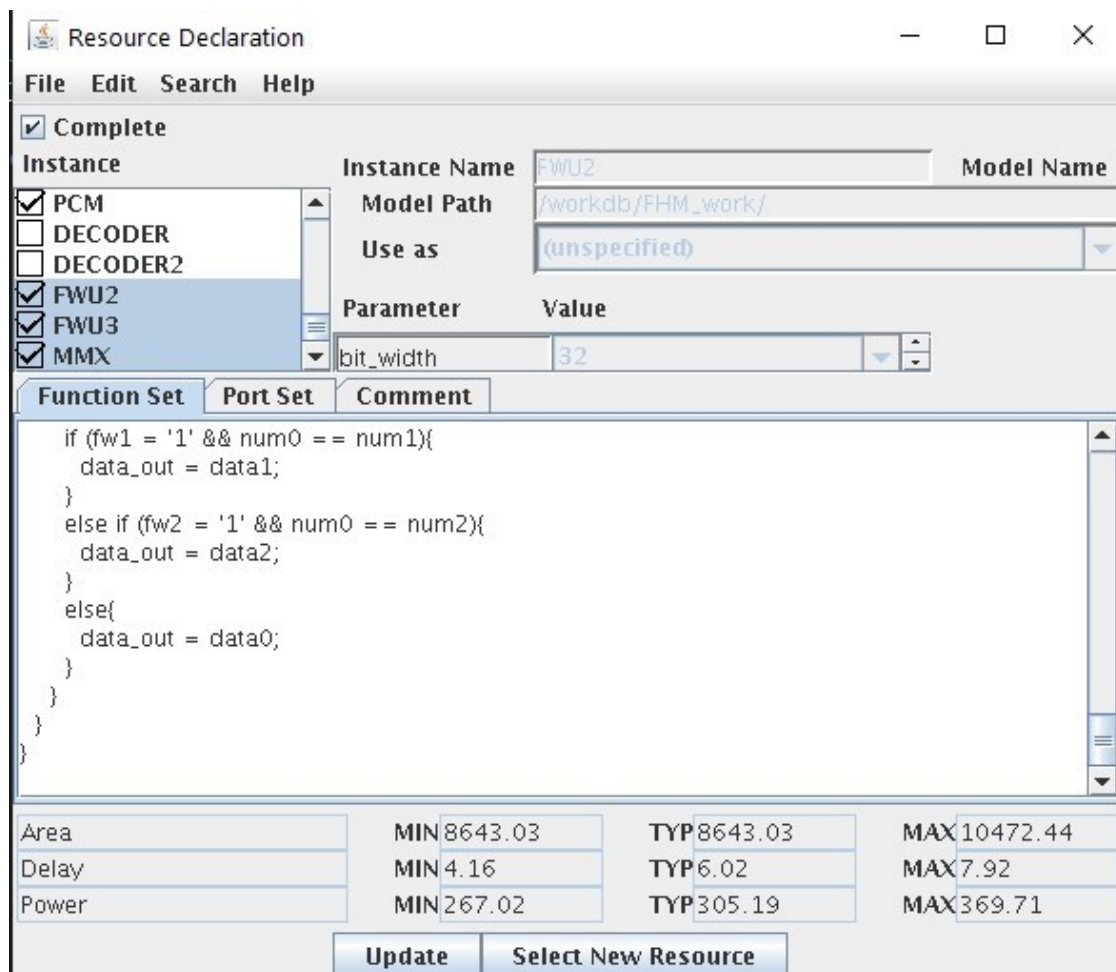 Resource Declaration
File Edit Search Help
Complete
Instance
Instance Name FWU2 Model Name
PCM
DECODER
DECODER2
FWU2
FWU3
MMX
Model Path /workdb/FHM_work/
Use as (unspecified)
Parameter Value
bit_width 32
Function Set Port Set Comment
if (fw1 = '1' && num0 == num1){
data_out = data1;
}
else if (fw2 = '1' && num0 == num2){
data_out = data2;
}
else{
data_out = data0;
}
}
}
}
Area MIN 8643.03 TYP 8643.03 MAX 10472.44
Delay MIN 4.16 TYP 6.02 MAX 7.92
Power MIN 267.02 TYP 305.19 MAX 369.71
Update Select New Resource